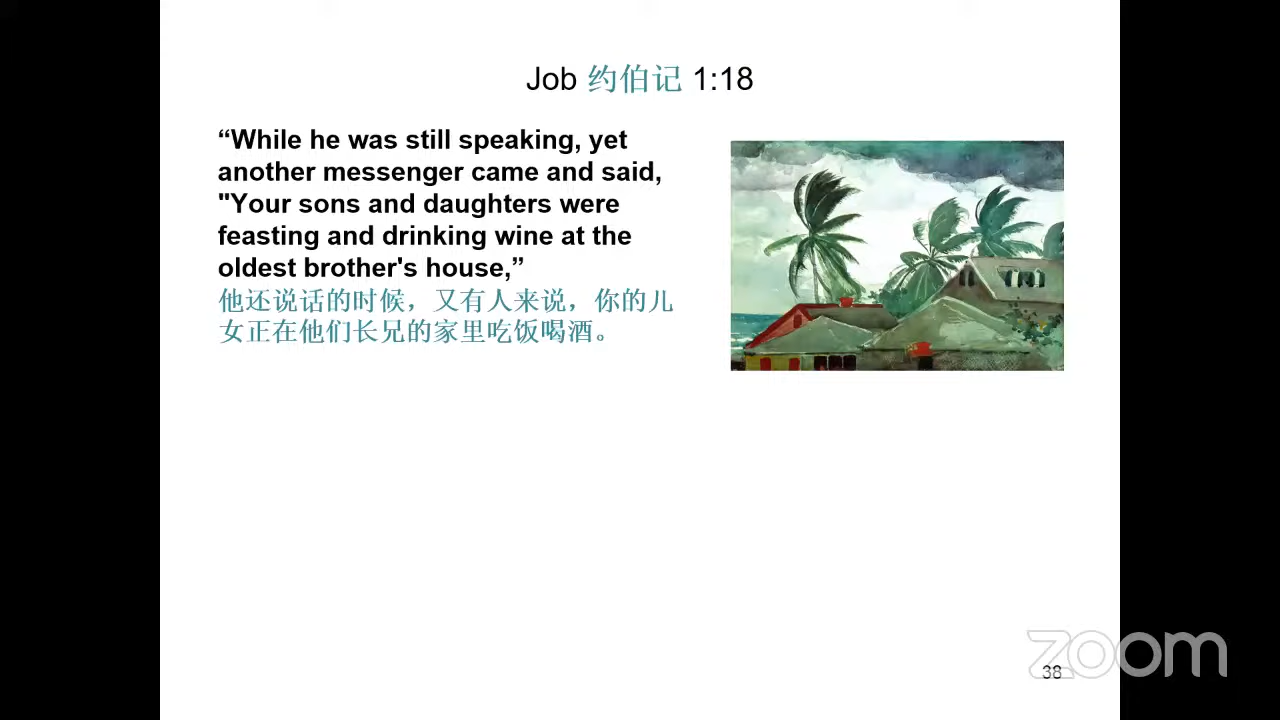 Job 约伯记 1:18
“While he was still speaking, yet
another messenger came and said,
"Your sons and daughters were
feasting and drinking wine at the
oldest brother's house,”
他还说话的时候，又有人来说，你的儿
女正在他们长兄的家里吃饭喝酒。
zoom
38